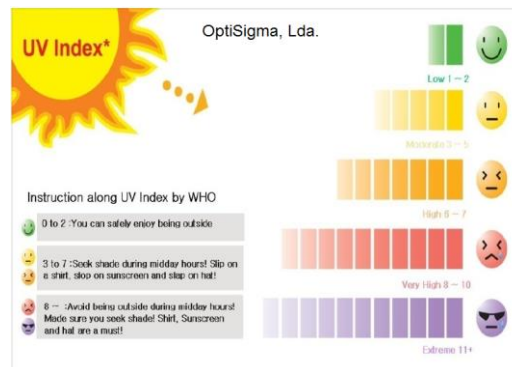 UV Index*
OptiSigma, Lda.
Low 1 ~ 2
Moderate 3 ~ 5
High 6 ~ 7
Very High 8 ~ 10
Extreme 11+
Instruction along UV Index by WHO
0 to 2 :You can safely enjoy being outside
3 to 7 :Seek shade during midday hours! Slip on
a shirt, slop on sunscreen and slap on hat!
8 ~ :Avoid being outside during midday hours!
Made sure you seek shade! Shirt, Sunscreen
and hat are a must!